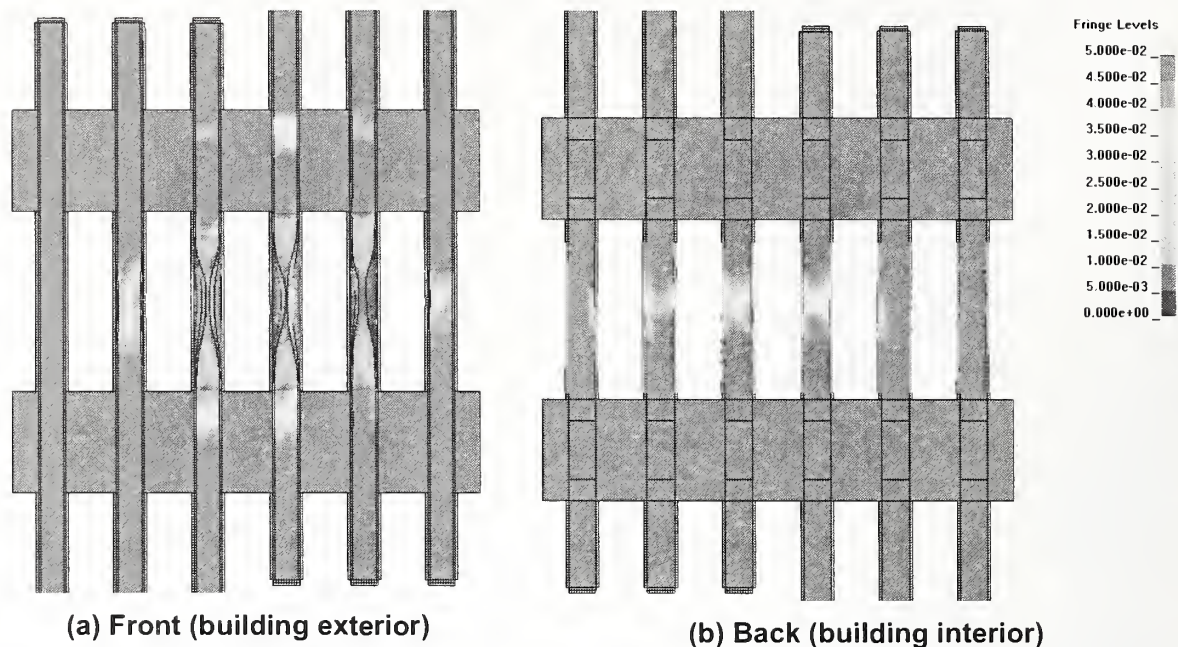 Fringe Levels
5.000e-02
4.500e-02
4.000e-02
3.500e-02
3.000e-02
2.500e-02
2.000e-02
1.500e-02
1.000e-02
5.000e-03
0.000e+00
(a) Front (building exterior)
(b) Back (building interior)